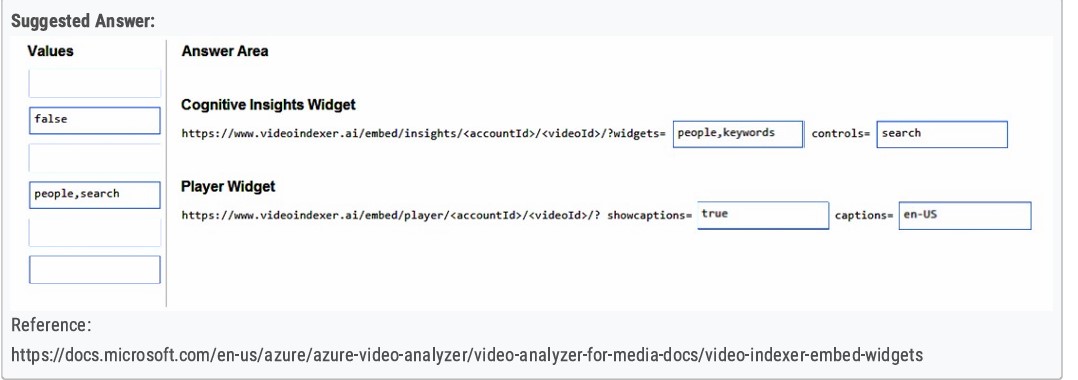 Suggested Answer:
Values
Answer Area
Cognitive Insights Widget
false
https://www.videoindexer.ai/embed/insights/<accountId>/<videoId>/?widgets= people,keywords controls= search
people,search
Player Widget
https://www.videoindexer.ai/embed/player/<accountId>/<videoId>/? showcaptions= true captions= en-US
Reference:
https://docs.microsoft.com/en-us/azure/azure-video-analyzer/video-analyzer-for-media-docs/video-indexer-embed-widgets